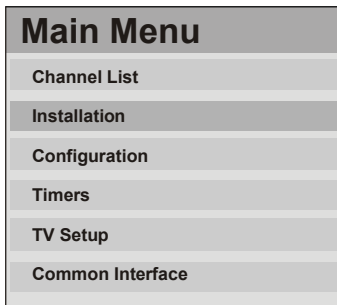 Main Menu
Channel List
Installation
Configuration
Timers
TV Setup
Common Interface